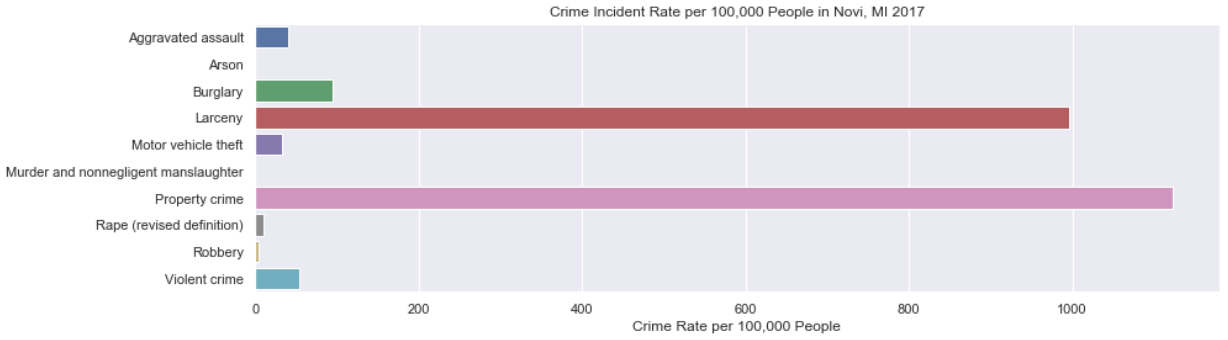 Crime Incident Rate per 100,000 People in Novi, MI 2017
Aggravated assault
Arson
Burglary
Larceny
Motor vehicle theft
Murder and nonnegligent manslaughter
Property crime
Rape (revised definition)
Robbery
Violent crime
0 200 400 600 800 1000
Crime Rate per 100,000 People